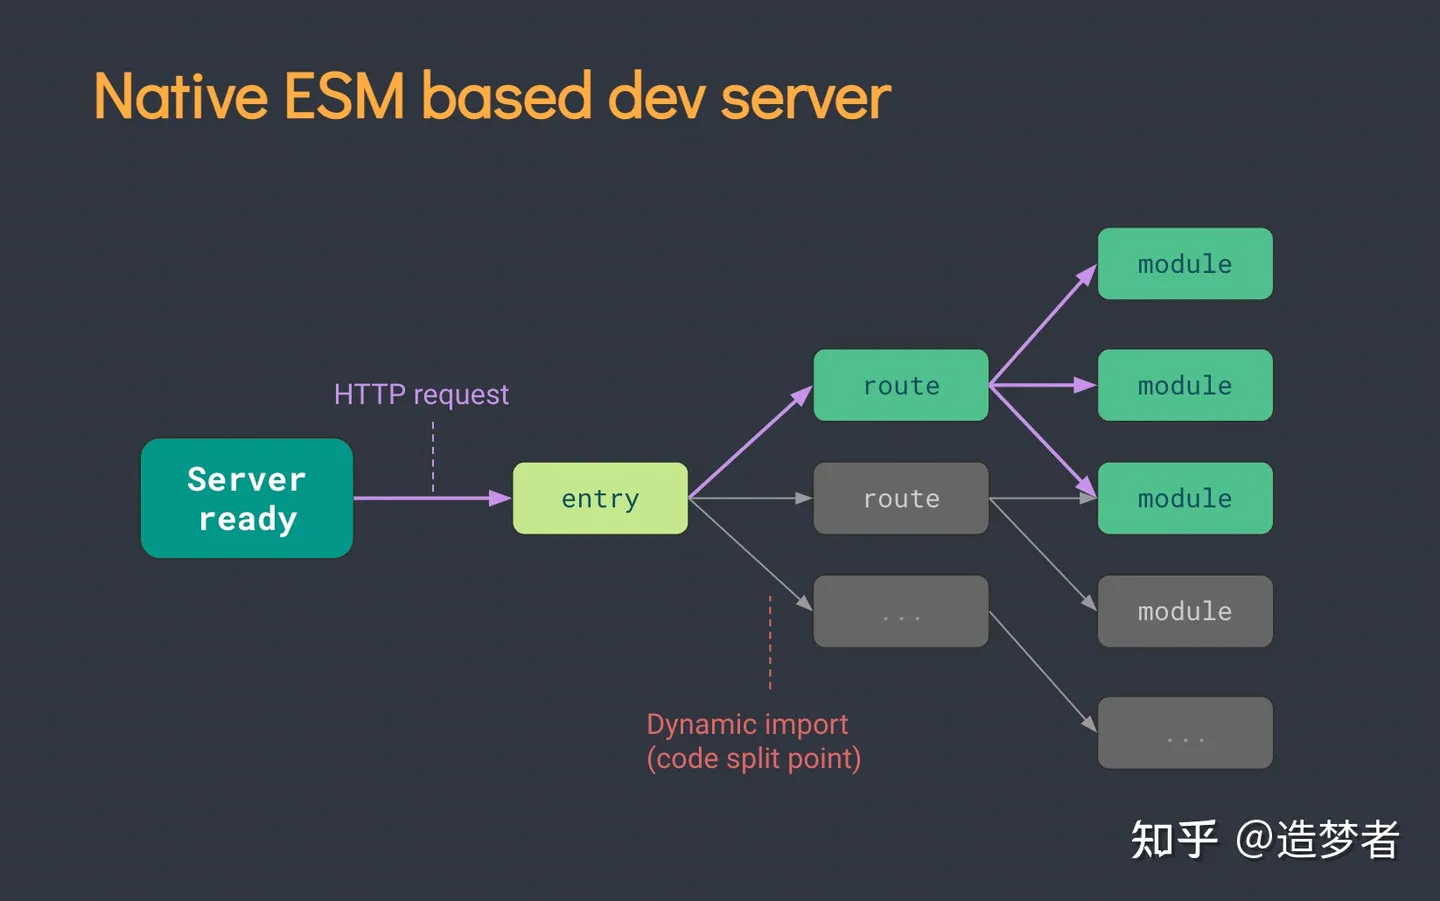 Native ESM based dev server
module
HTTP request
route
module
Server
ready
entry
route
module
...
module
Dynamic import
(code split point)
...
知乎 @造梦者